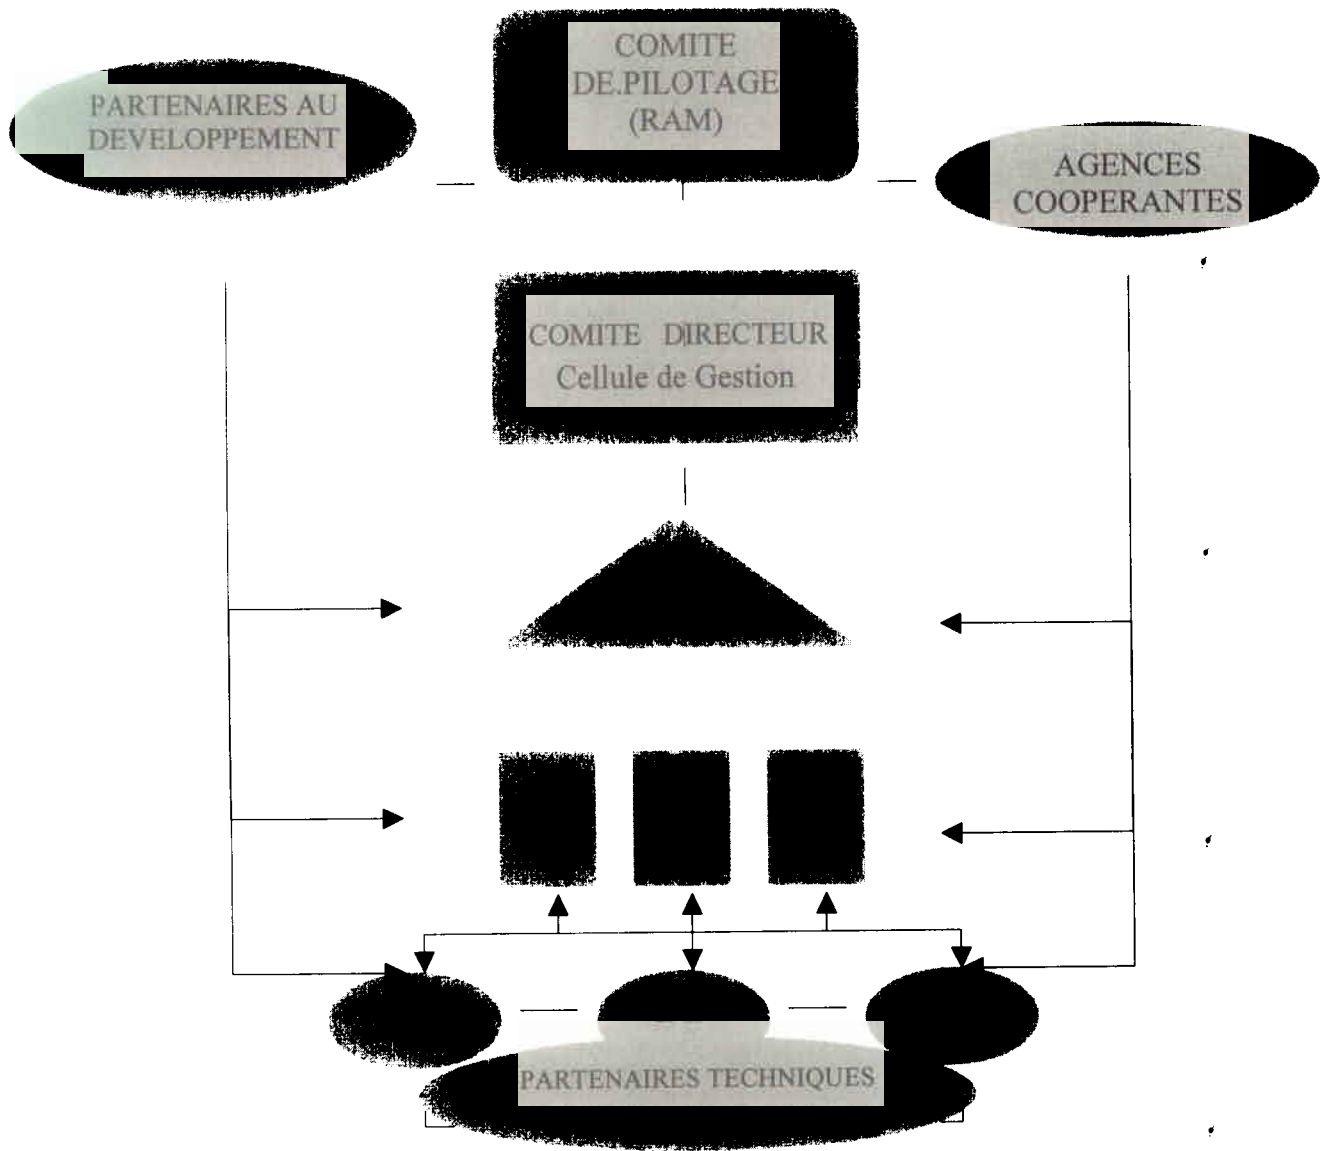 COMITE
DE.PILOTAGE
(RAM)
PARTENAIRES AU
DEVELOPPEMENT
AGENCES
COOPERANTES
COMITE DIRECTEUR
Cellule de Gestion
PARTENAIRES TECHNIQUES